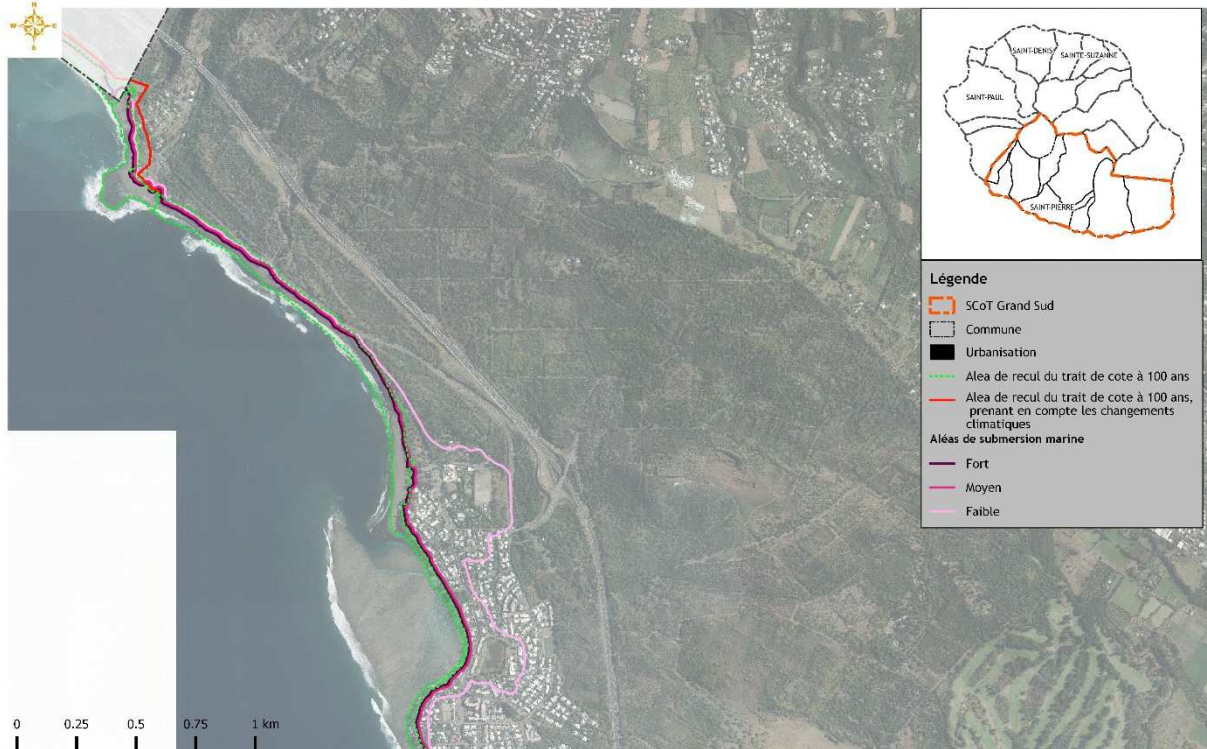 N
W
E
S
SAINT-DENIS
SAINTE-SUZANNE
SAINT-PAUL
SAINT-PIERRE
Légende
SCoT Grand Sud
Commune
Urbanisation
Alea de recul du trait de cote à 100 ans
Alea de recul du trait de cote à 100 ans,
prenant en compte les changements
climatiques
Aléas de submersion marine
Fort
Moyen
Faible
0 0.25 0.5 0.75 1 km